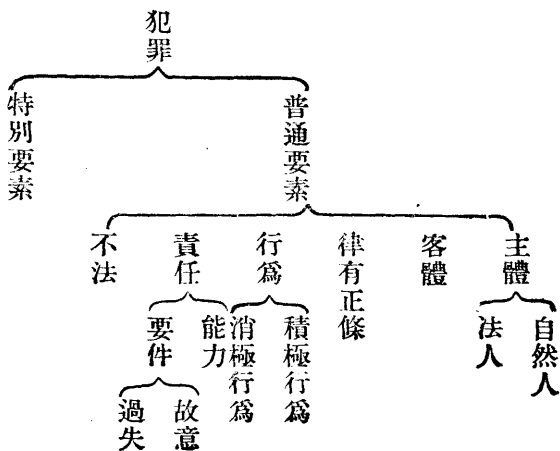 犯罪
普通要素
特別要素
主體
客體
律有正條
行爲
責任
不法
自然人
法人
積極行爲
消極行爲
能力
要件
故意
過失